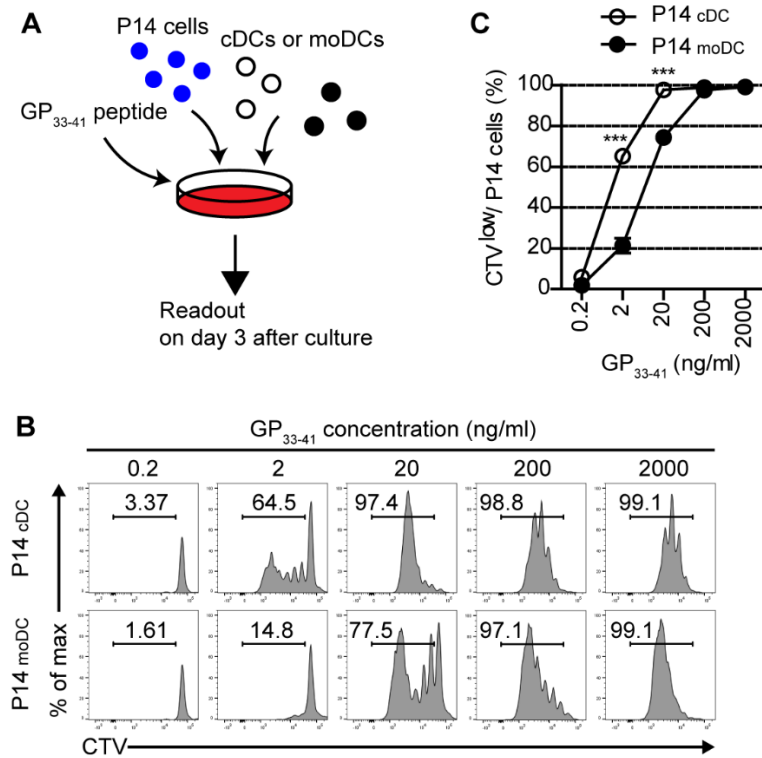 A
P14 cells
cDCs or moDCs
GP33-41 peptide
Readout
on day 3 after culture
C
P14 cDC
P14 moDC
***
***
CTVlow/ P14 cells (%)
100
80
60
40
20
0
0.2
2
20
200
2000
GP33-41 (ng/ml)
B
GP33-41 concentration (ng/ml)
0.2 2 20 200 2000
P14 cDC
3.37 64.5 97.4 98.8 99.1
P14 moDC
1.61 14.8 77.5 97.1 99.1
% of max
CTV